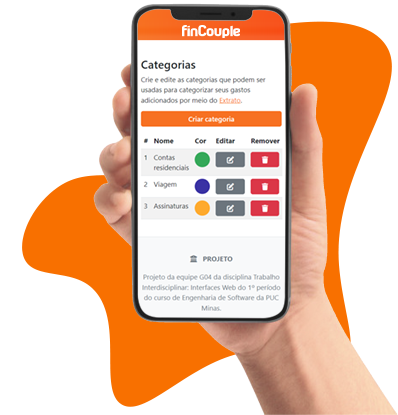 finCouple
Categorias
Crie e edite as categorias que podem ser
usadas para categorizar seus gastos
adicionados por meio do Extrato.
Criar categoria
# Nome Cor Editar Remover
1 Contas
residenciais
2 Viagem
3 Assinaturas
PROJETO
Projeto da equipe G04 da disciplina Trabalho
Interdisciplinar: Interfaces Web do 1º período
do curso de Engenharia de Software da PUC
Minas.